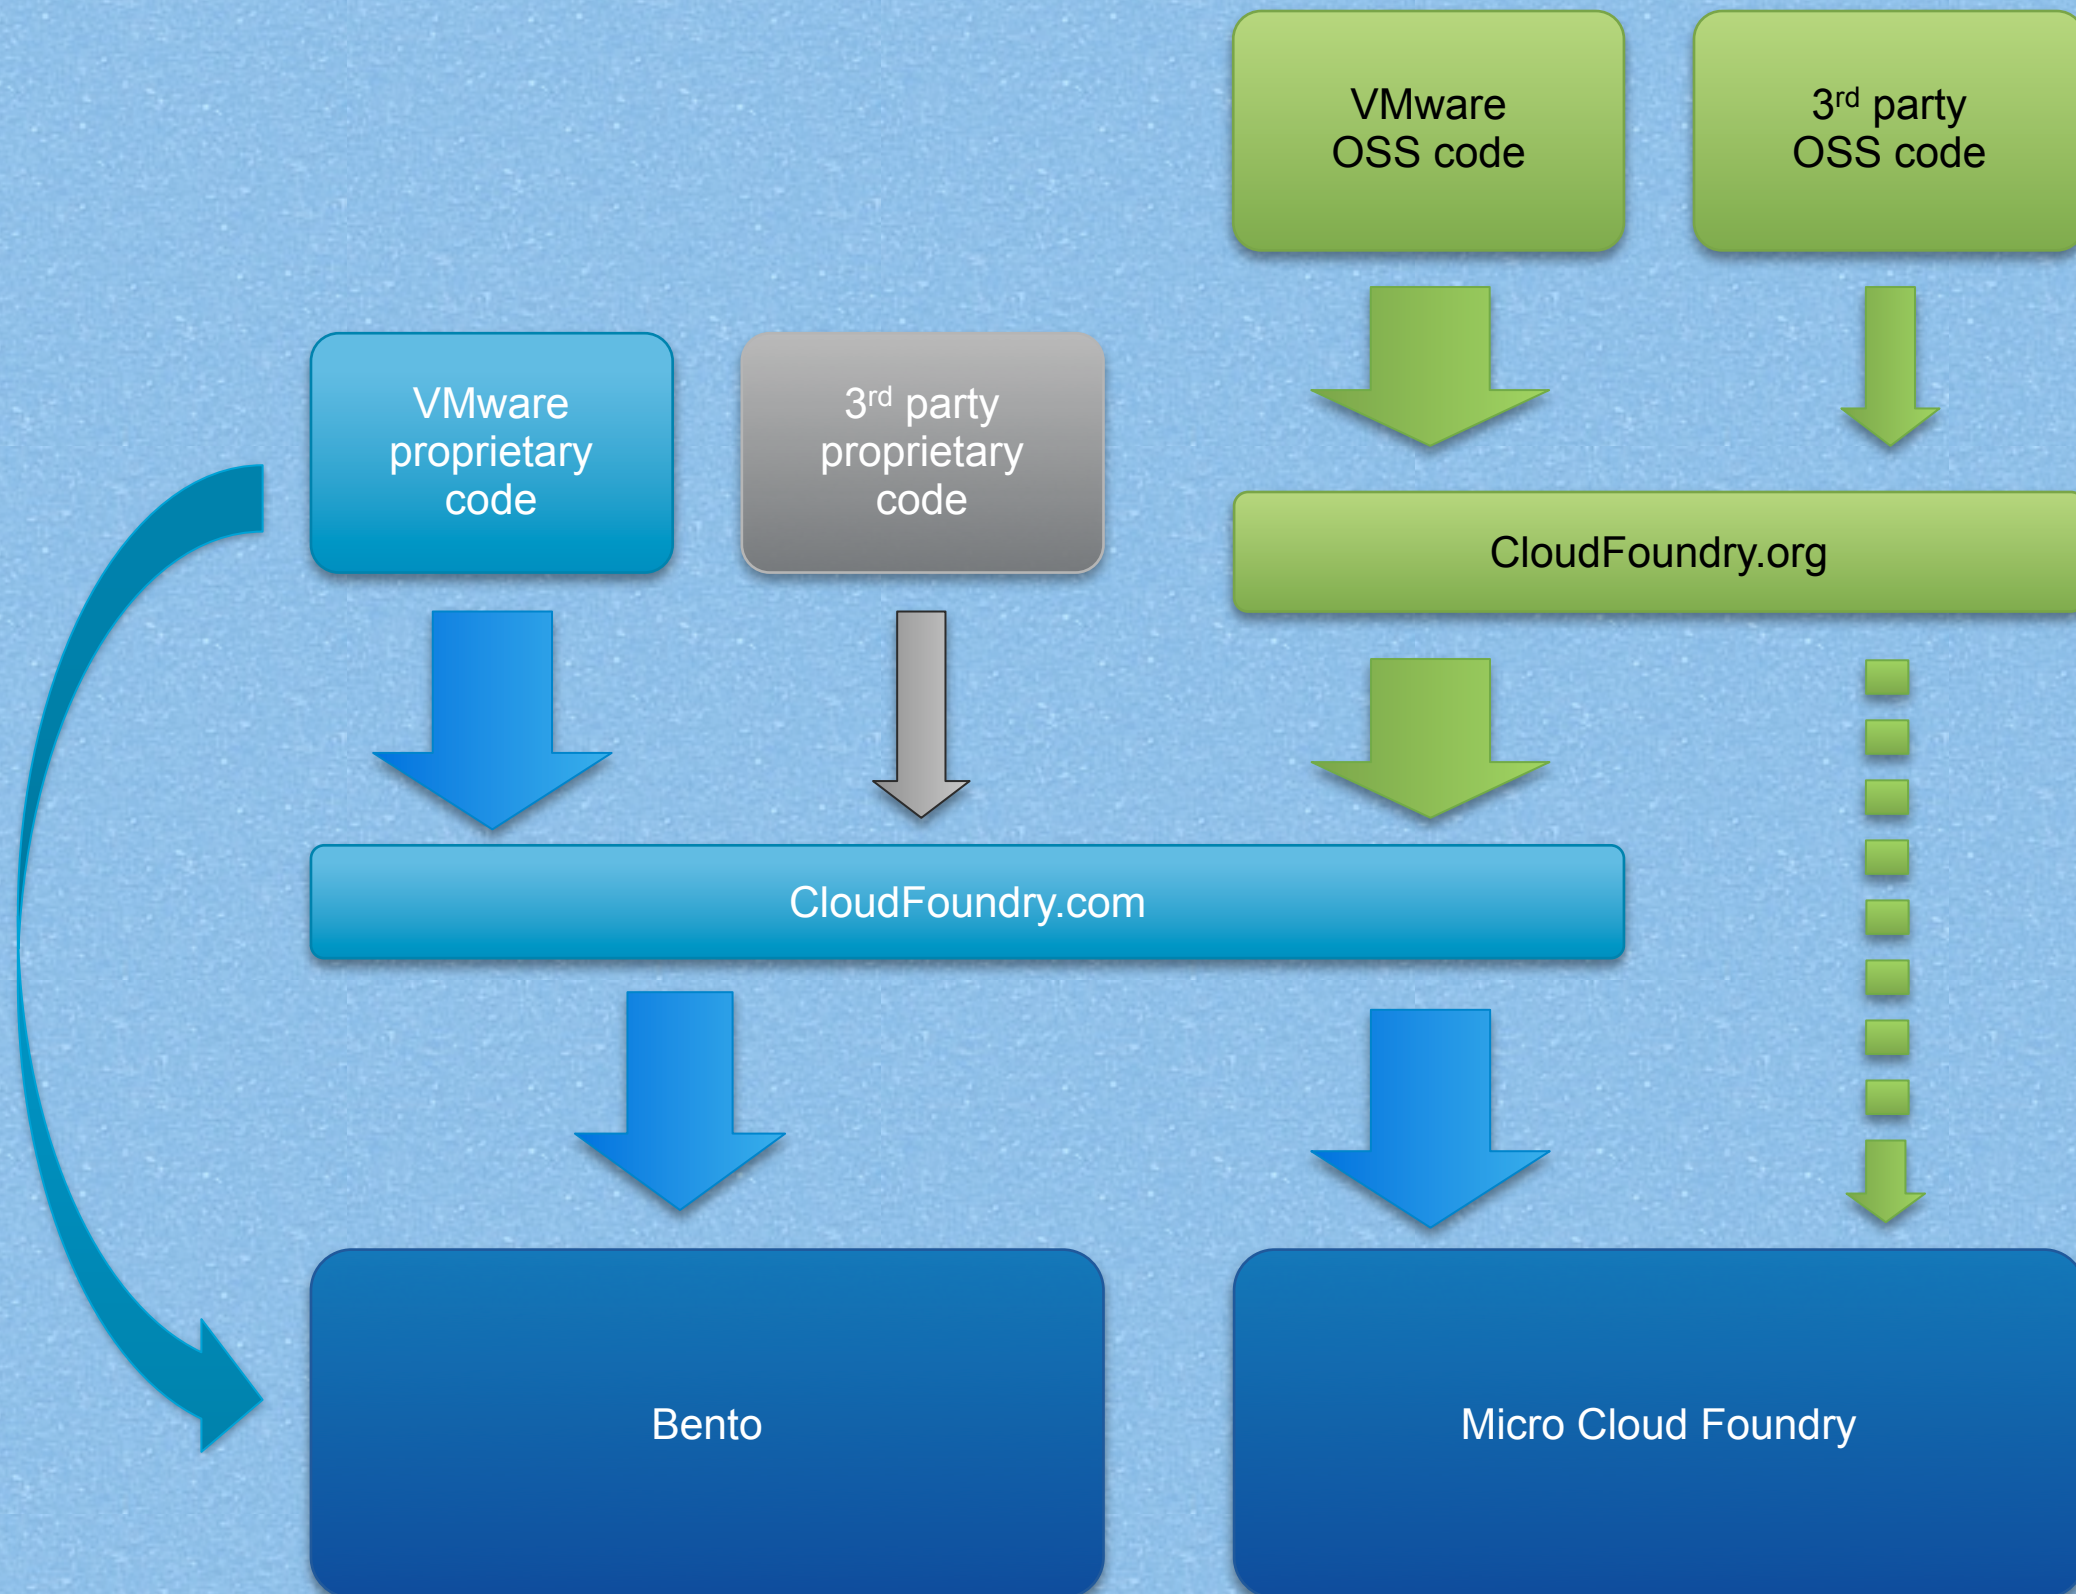 VMware
OSS code
3rd party
OSS code
VMware
proprietary
code
3rd party
proprietary
code
CloudFoundry.org
CloudFoundry.com
Bento
Micro Cloud Foundry